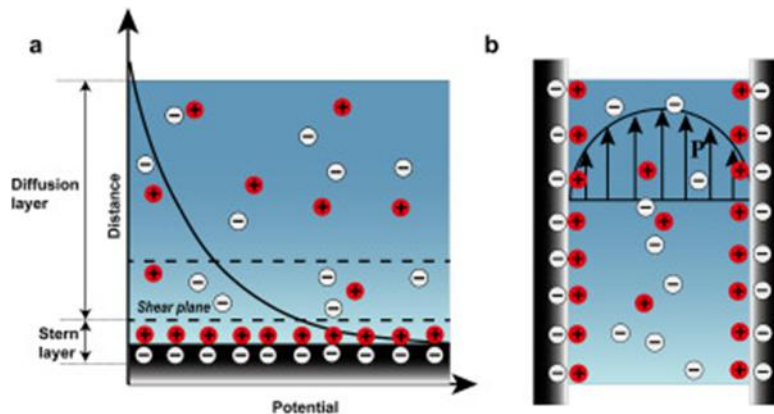 a
b
Diffusion
layer
Distance
Shear plane
Stern
layer
Potential
P